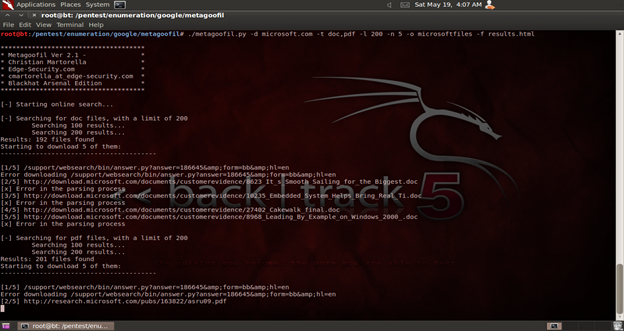 Applications Places System Sat May 19, 4:07 AM
root@bt: /pentest/enumeration/google/metagoofil
File Edit View Terminal Help
root@bt:/pentest/enumeration/google/metagoofil# ./metagoofil.py -d microsoft.com -t doc,pdf -l 200 -n 5 -o microsoftfiles -f results.html
*************************************
* Metagoofil Ver 2.1 - *
* Christian Martorella *
* Edge-Security.com *
* cmartorella_at_edge-security.com *
* Blackhat Arsenal Edition *
*************************************
[-] Starting online search...
[-] Searching for doc files, with a limit of 200
Searching 100 results...
Searching 200 results...
Results: 192 files found
Starting to download 5 of them:
----------------------------------------
[1/5] /support/websearch/bin/answer.py?answer=186645&amp;form=bb&amp;hl=en
Error downloading /support/websearch/bin/answer.py?answer=186645&amp;form=bb&amp;hl=en
[2/5] http://download.microsoft.com/documents/customerevidence/8623_It_s_Smooth_Sailing_for_the_Biggest.doc
[x] Error in the parsing process
[3/5] http://download.microsoft.com/documents/customerevidence/10235_Embedded_System_Helps_Bring_Real_Ti.doc
[x] Error in the parsing process
[4/5] http://download.microsoft.com/documents/customerevidence/27402_Cakewalk_final.doc
[5/5] http://download.microsoft.com/documents/customerevidence/8968_Leading_By_Example_on_Windows_2000_.doc
[x] Error in the parsing process
<< back | track 5
[-] Searching for pdf files, with a limit of 200
Searching 100 results...
Searching 200 results...
Results: 201 files found
Starting to download 5 of them:
----------------------------------------
[1/5] /support/websearch/bin/answer.py?answer=186645&amp;form=bb&amp;hl=en
Error downloading /support/websearch/bin/answer.py?answer=186645&amp;form=bb&amp;hl=en
[2/5] http://research.microsoft.com/pubs/163822/asru09.pdf
root@bt: /pentest/enu...